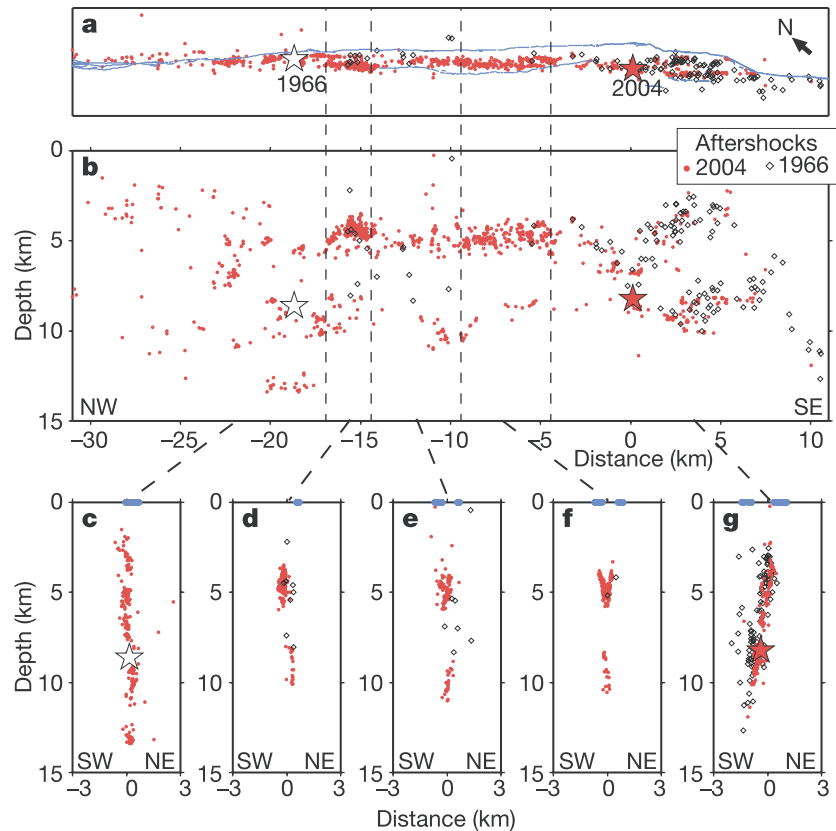 a
N
1966
2004
Aftershocks
2004 1966
b
0
5
10
15
Depth (km)
NW
SE
−30 −25 −20 −15 −10 −5 0 5 10
Distance (km)
c
d
e
f
g
0
5
10
15
Depth (km)
SW NE
SW NE
SW NE
SW NE
SW NE
−3 0 3
−3 0 3
−3 0 3
−3 0 3
−3 0 3
Distance (km)